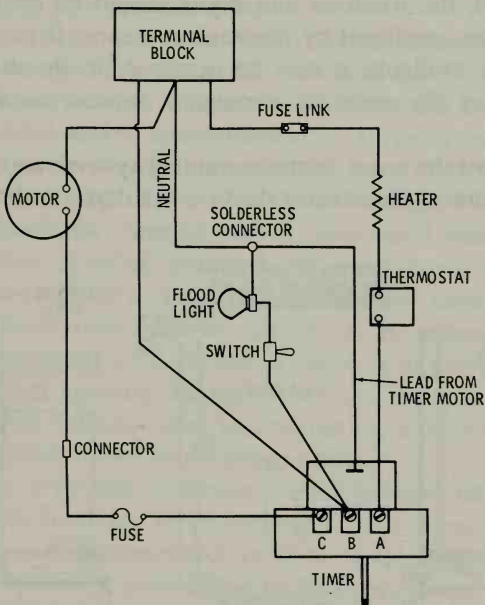 TERMINAL
BLOCK
FUSE LINK
MOTOR
NEUTRAL
HEATER
SOLDERLESS
CONNECTOR
THERMOSTAT
FLOOD
LIGHT
SWITCH
LEAD FROM
TIMER MOTOR
CONNECTOR
FUSE
C B A
TIMER